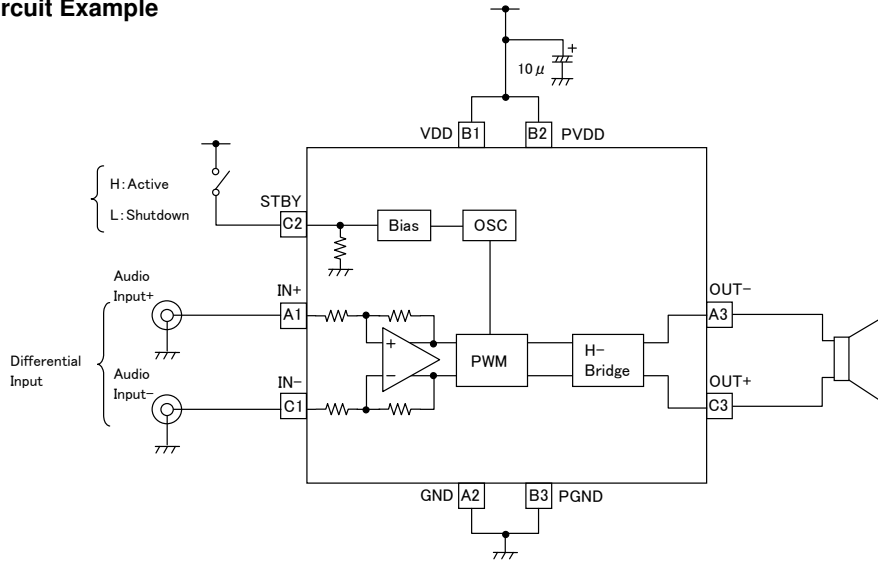 rcuit Example
+
10μ
VDD B1 B2 PVDD
H:Active
L:Shutdown
STBY
C2
Bias
OSC
Audio
Input+
IN+
A1
OUT-
A3
+
PWM
H-
Bridge
Differential
Input
Audio
Input-
IN-
C1
-
OUT+
C3
GND A2 B3 PGND